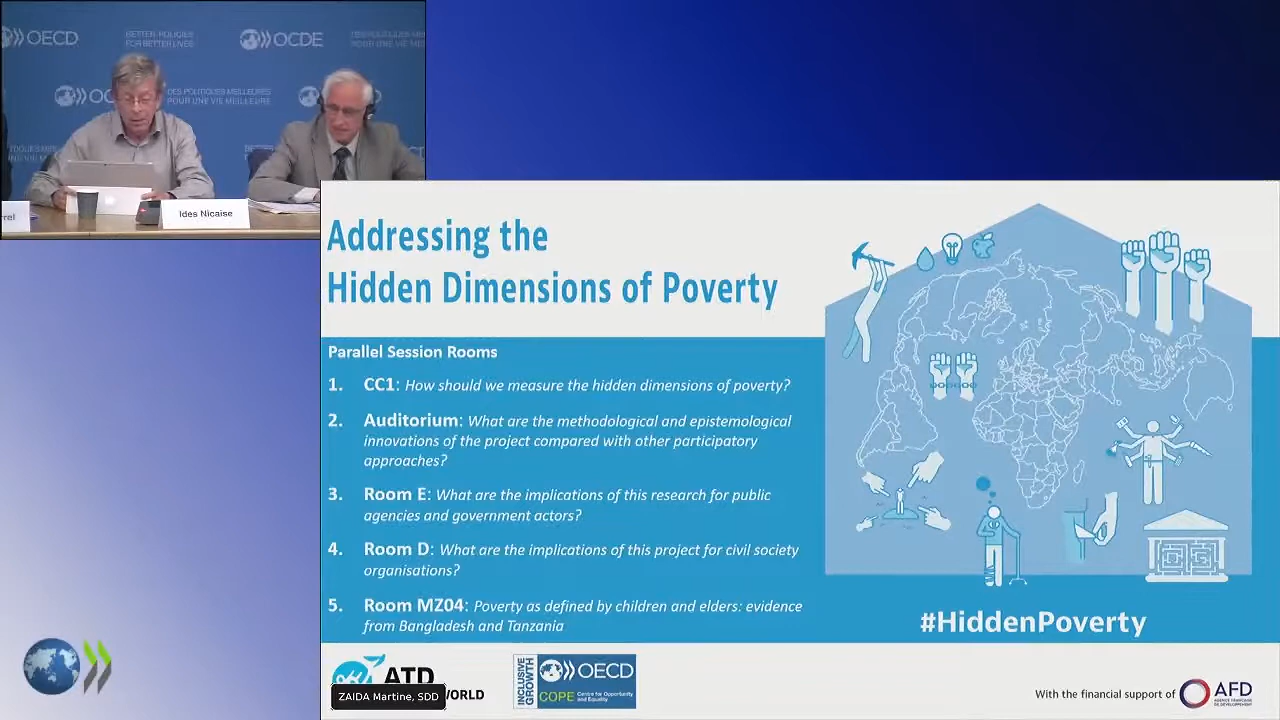 OECD
BETTER POLICIES
FOR BETTER LIVES
OCDE
DES POLITIQUES MEILLEURES
POUR UNE VIE MEILLEURE
Ides Nicaise
Addressing the
Hidden Dimensions of Poverty
Parallel Session Rooms
1. CC1: How should we measure the hidden dimensions of poverty?
2. Auditorium: What are the methodological and epistemological
innovations of the project compared with other participatory
approaches?
3. Room E: What are the implications of this research for public
agencies and government actors?
4. Room D: What are the implications of this project for civil society
organisations?
5. Room MZ04: Poverty as defined by children and elders: evidence
from Bangladesh and Tanzania
#HiddenPoverty
ATD
WORLD
ZAIDA Martine, SDD
INCLUSIVE
GROWTH
OECD
COPE Centre for Opportunity
and Equality
With the financial support of
AFD
AGENCE FRANÇAISE
DE DÉVELOPPEMENT